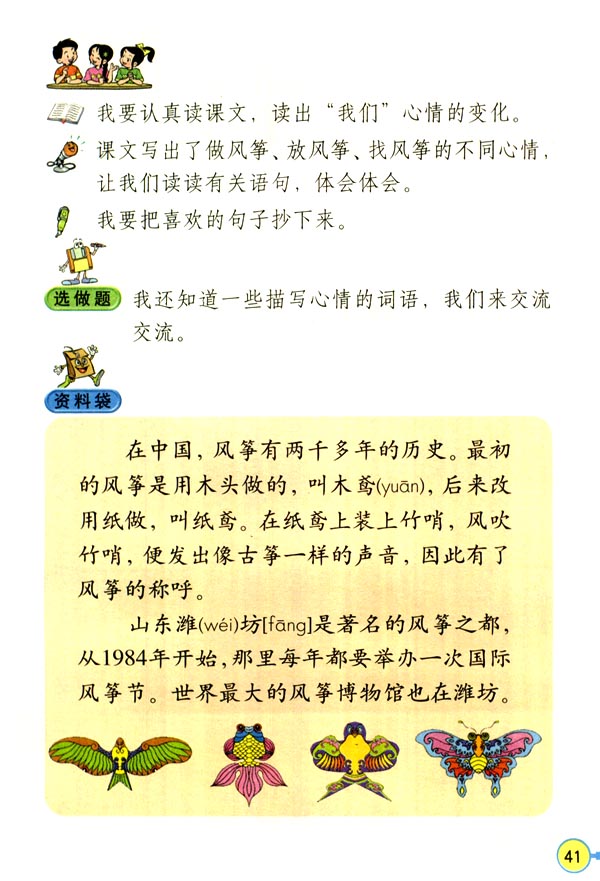 我要认真读课文，读出“我们”心情的变化。
课文写出了做风筝、放风筝、找风筝的不同心情，
让我们读读有关语句，体会体会。
我要把喜欢的句子抄下来。
选做题 我还知道一些描写心情的词语，我们来交流
交流。
资料袋
在中国，风筝有两千多年的历史。最初
的风筝是用木头做的，叫木鸢(yuān)，后来改
用纸做，叫纸鸢。在纸鸢上装上竹哨，风吹
竹哨，便发出像古筝一样的声音，因此有了
风筝的称呼。
山东潍(wéi)坊[fāng]是著名的风筝之都，
从1984年开始，那里每年都要举办一次国际
风筝节。世界最大的风筝博物馆也在潍坊。
41